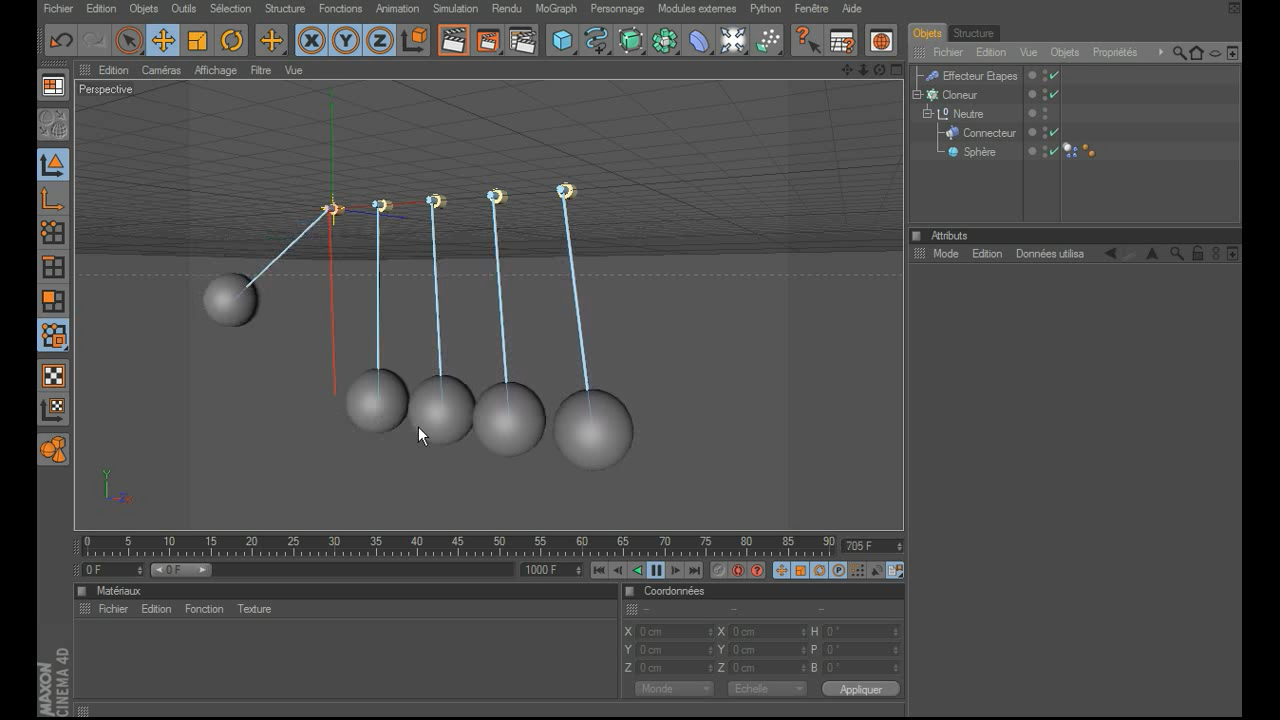 Fichier Edition Objets Outils Sélection Structure Fonctions Animation Simulation Rendu MoGraph Personnage Modules externes Python Fenêtre Aide
X Y Z
Objets Structure
Fichier Edition Vue Objets Propriétés
Edition Caméras Affichage Filtre Vue
Perspective
Effecteur Etapes
Cloneur
Neutre
Connecteur
Sphère
Attributs
Mode Edition Données utilisa
Y
0 5 10 15 20 25 30 35 40 45 50 55 60 65 70 75 80 85 90 705 F
0 F 0 F 1000 F
Matériaux
Fichier Edition Fonction Texture
Coordonnées
-- -- --
X 0 cm X 0 cm H 0 °
Y 0 cm Y 0 cm P 0 °
Z 0 cm Z 0 cm B 0 °
Monde Echelle Appliquer
MAXON
CINEMA 4D